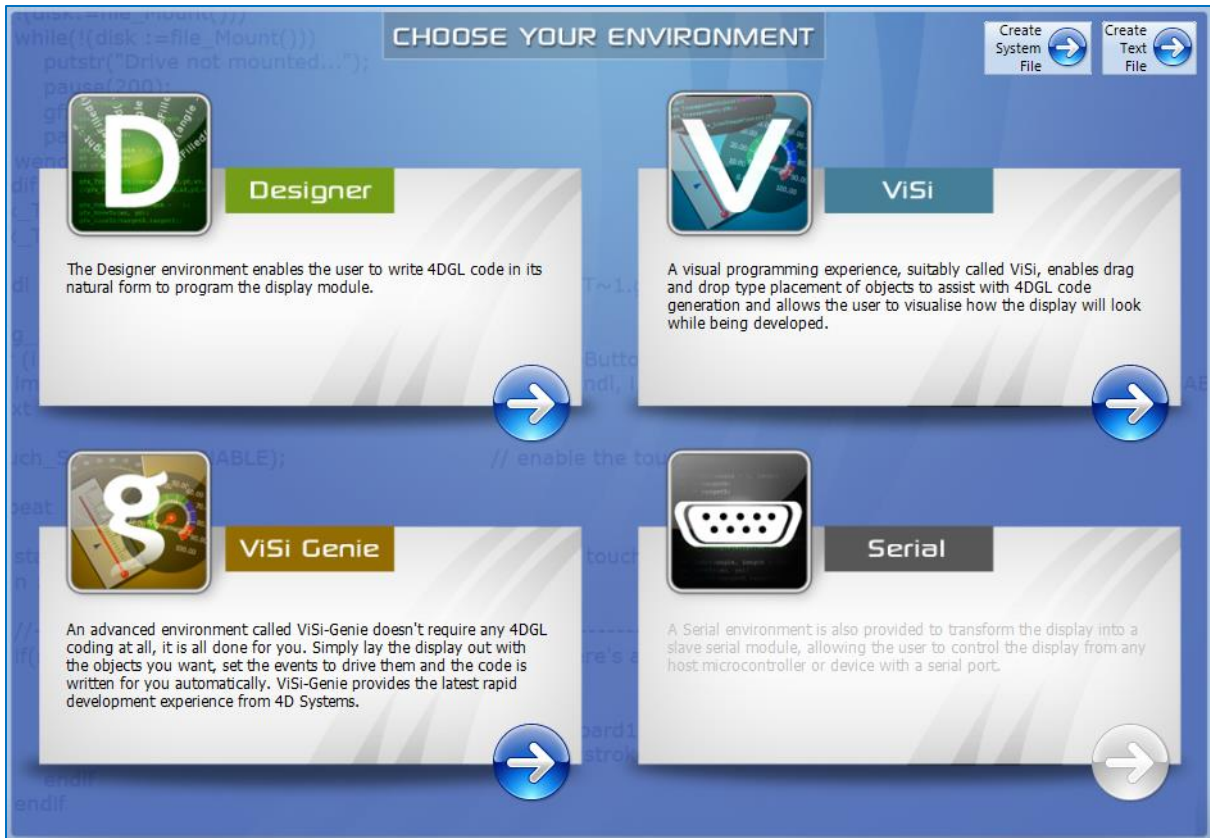 CHOOSE YOUR ENVIRONMENT
Create
System
File
Create
Text
File
while(!(disk :=file_Mount()))
putstr("Drive not mounted...");
pause(200);
D
Designer
The Designer environment enables the user to write 4DGL code in its
natural form to program the display module.
V
ViSi
A visual programming experience, suitably called ViSi, enables drag
and drop type placement of objects to assist with 4DGL code
generation and allows the user to visualise how the display will look
while being developed.
// enable the
g
ViSi Genie
An advanced environment called ViSi-Genie doesn't require any 4DGL
coding at all, it is all done for you. Simply lay the display out with
the objects you want, set the events to drive them and the code is
written for you automatically. ViSi-Genie provides the latest rapid
development experience from 4D Systems.
Serial
A Serial environment is also provided to transform the display into a
slave serial module, allowing the user to control the display from any
host microcontroller or device with a serial port.
endif
endif